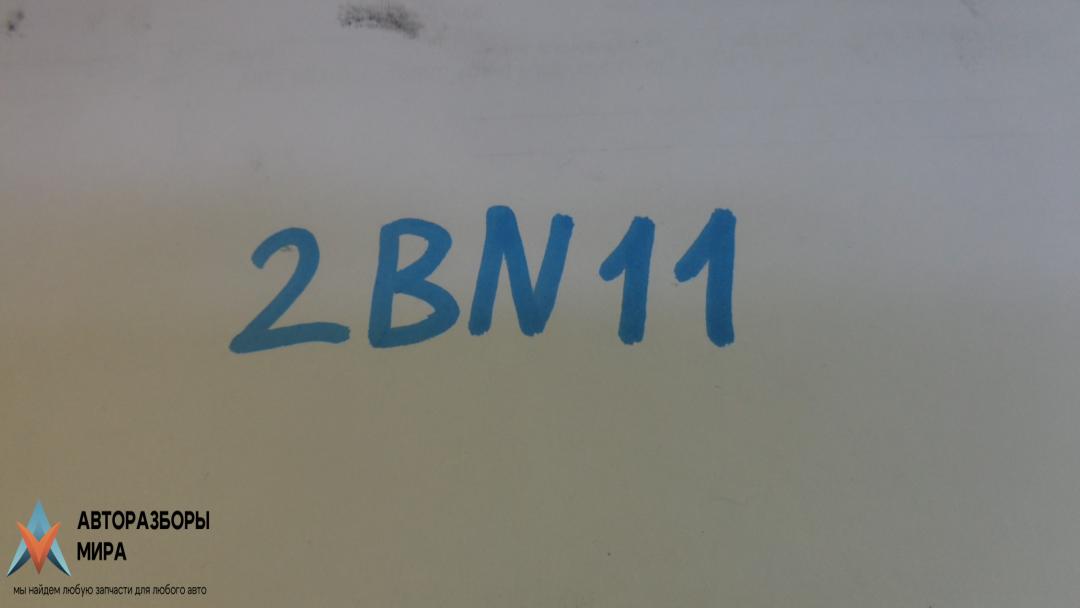 2BN11
АВТОРАЗБОРЫ
МИРА
мы найдем любую запчасти для любого авто